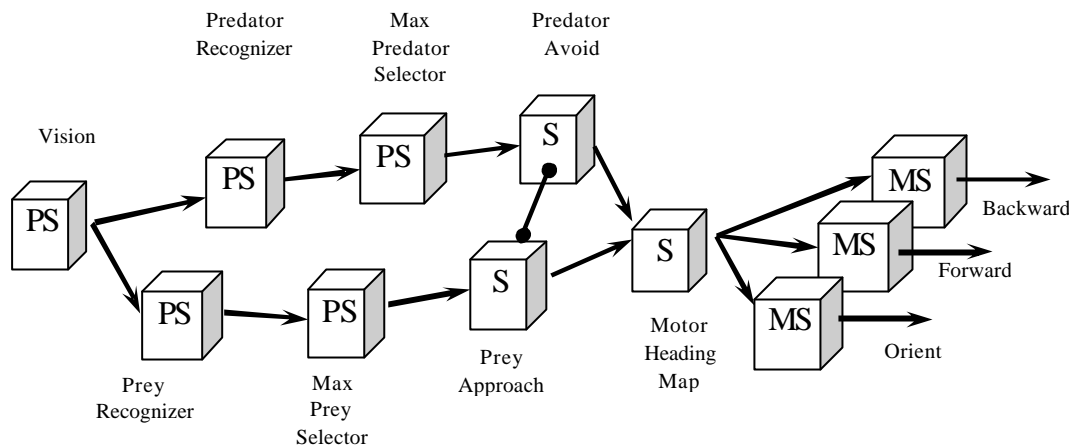 Predator
Recognizer
Max
Predator
Selector
Predator
Avoid
Vision
PS
PS
PS
S
MS
Backward
PS
PS
S
S
MS
Forward
MS
Orient
Prey
Recognizer
Max
Prey
Selector
Prey
Approach
Motor
Heading
Map